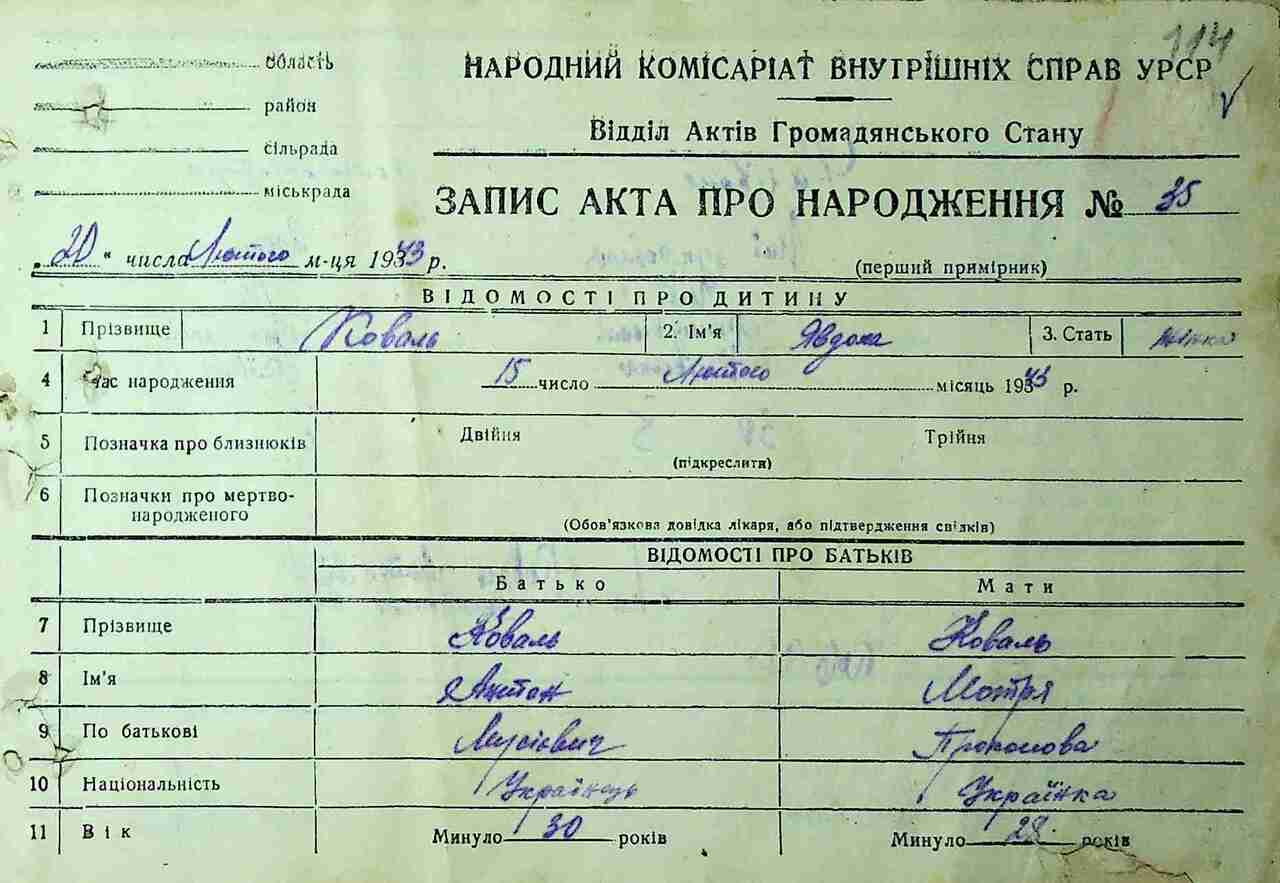 114
область
район
сільрада
міськрада
НАРОДНИЙ КОМІСАРІАТ ВНУТРІШНІХ СПРАВ УРСР
Відділ Актів Громадянського Стану
ЗАПИС АКТА ПРО НАРОДЖЕННЯ № 35
„20" числа Лютого м-ця 1943 р.
(перший примірник)
ВІДОМОСТІ ПРО ДИТИНУ
1 Прізвище Коваль 2. Ім'я Явдоха 3. Стать жінка
4 Час народження 15 число Лютого місяць 1943 р.
5 Позначка про близнюків Двійня Трійня
(підкреслити)
6 Позначки про мертво-
народженого
(Обов'язкова довідка лікаря, або підтвердження свідків)
ВІДОМОСТІ ПРО БАТЬКІВ
Батько Мати
7 Прізвище Коваль Коваль
8 Ім'я Антон Мотря
9 По батькові Мусієвич Прокопова
10 Національність Українець Українка
11 Вік Минуло 30 років Минуло 28 років